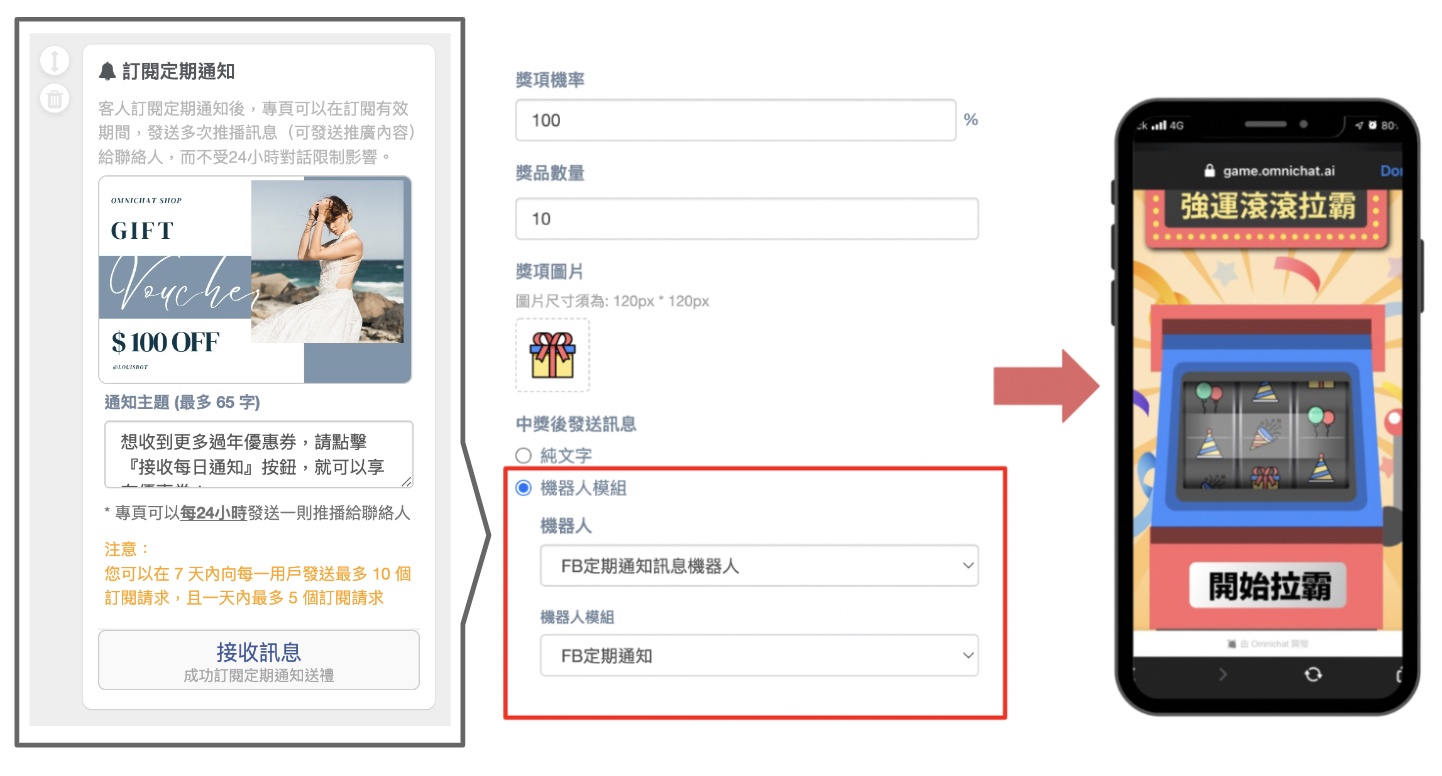 訂閱定期通知
客人訂閱定期通知後，專頁可以在訂閱有效
期間，發送多次推播訊息（可發送推廣內容）
給聯絡人，而不受24小時對話限制影響。
OMNICHAT SHOP
GIFT
Voucher
$100 OFF
@LOUISBOT
通知主題 (最多 65 字)
想收到更多過年優惠券，請點擊
『接收每日通知』按鈕，就可以享
* 專頁可以每24小時發送一則推播給聯絡人
注意：
您可以在 7 天內向每一用戶發送最多 10 個
訂閱請求，且一天內最多 5 個訂閱請求
接收訊息
成功訂閱定期通知送禮
獎項機率
100 %
獎品數量
10
獎項圖片
圖片尺寸須為: 120px * 120px
中獎後發送訊息
純文字
機器人模組
機器人
FB定期通知訊息機器人
機器人模組
FB定期通知
4G 80
game.omnichat.ai
強運滾滾拉霸
開始拉霸
由 Omnichat 開發